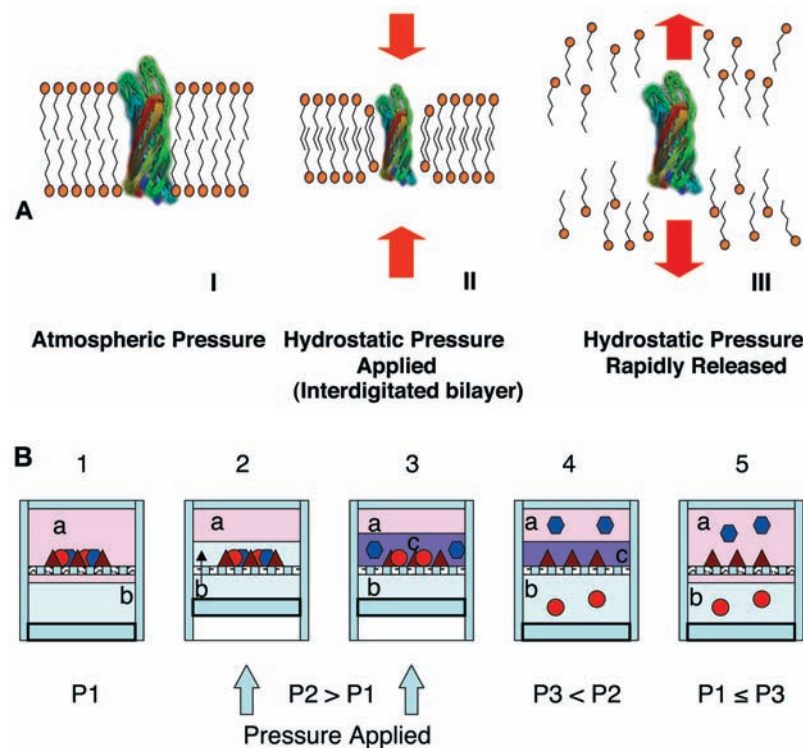 A
I
II
III
Atmospheric Pressure
Hydrostatic Pressure
Applied
(Interdigitated bilayer)
Hydrostatic Pressure
Rapidly Released
B
1
2
3
4
5
a
b
a
b
a
c
b
a
c
b
a
b
P1
P2 > P1
P3 < P2
P1 ≤ P3
Pressure Applied